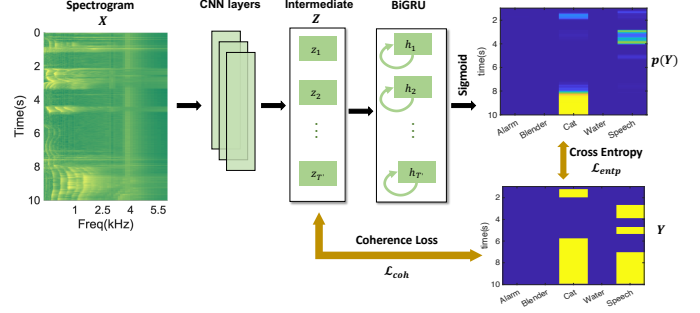 Spectrogram
X
0
2
4
6
8
10
Time(s)
1 2.5 4 5.5
Freq(kHz)
CNN layers
Intermediate
Z
z1
z2
⋮
zT'
BiGRU
h1
h2
⋮
hT'
Sigmoid
time(s)
2
4
6
8
10
Alarm Blender Cat Water Speech
p(Y)
Cross Entropy
ℒentp
time(s)
2
4
6
8
10
Alarm Blender Cat Water Speech
Y
Coherence Loss
ℒcoh